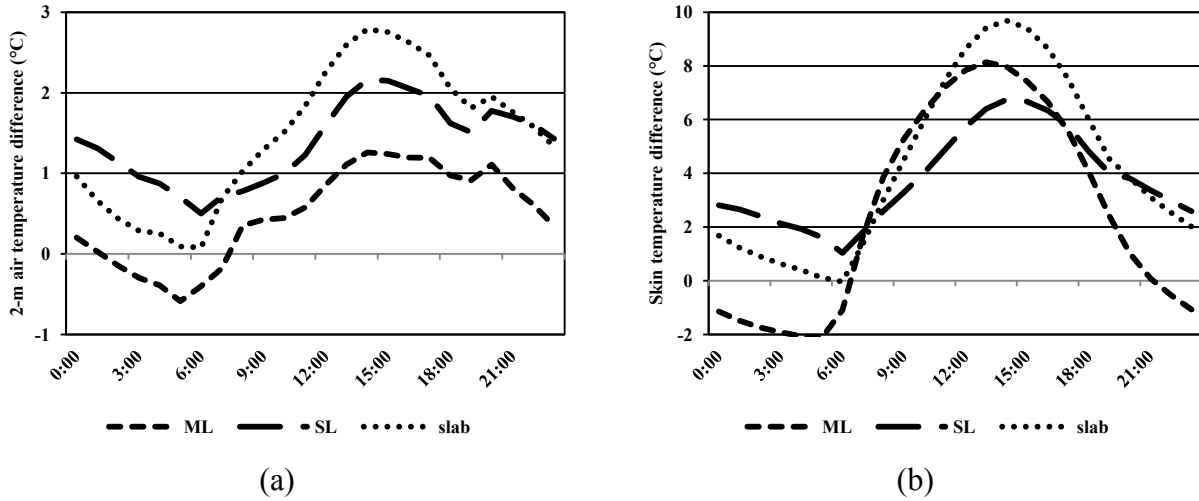 2-m air temperature difference (°C)
3
2
1
0
-1
0:00
3:00
6:00
9:00
12:00
15:00
18:00
21:00
ML
SL
slab
(a)
Skin temperature difference (°C)
10
8
6
4
2
0
-2
0:00
3:00
6:00
9:00
12:00
15:00
18:00
21:00
ML
SL
slab
(b)